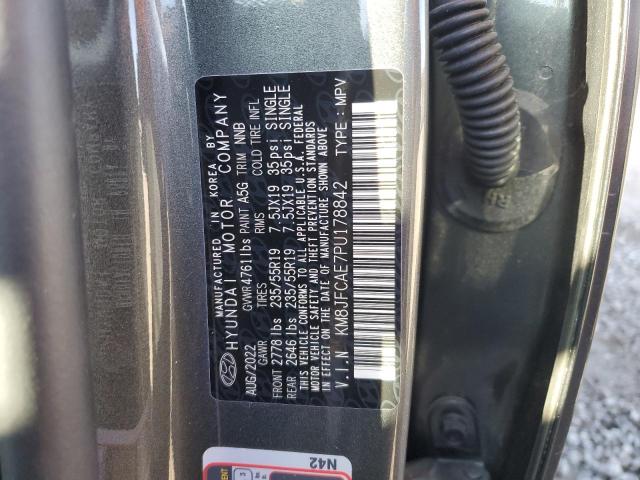 MANUFACTURED IN KOREA BY
HYUNDAI MOTOR COMPANY
AUG/2022 GVWR 4761lbs PAINT A5G TRIM NNB
GAWR TIRES RIMS COLD TIRE INFL
FRONT 2778 lbs 235/55R19 7.5JX19 35psi SINGLE
REAR 2646 lbs 235/55R19 7.5JX19 35psi SINGLE
THIS VEHICLE CONFORMS TO ALL APPLICABLE U.S.A. FEDERAL
MOTOR VEHICLE SAFETY AND THEFT PREVENTION STANDARDS
IN EFFECT ON THE DATE OF MANUFACTURE SHOWN ABOVE
V.I.N KM8JFCAE7PU178842 TYPE : MPV
N42